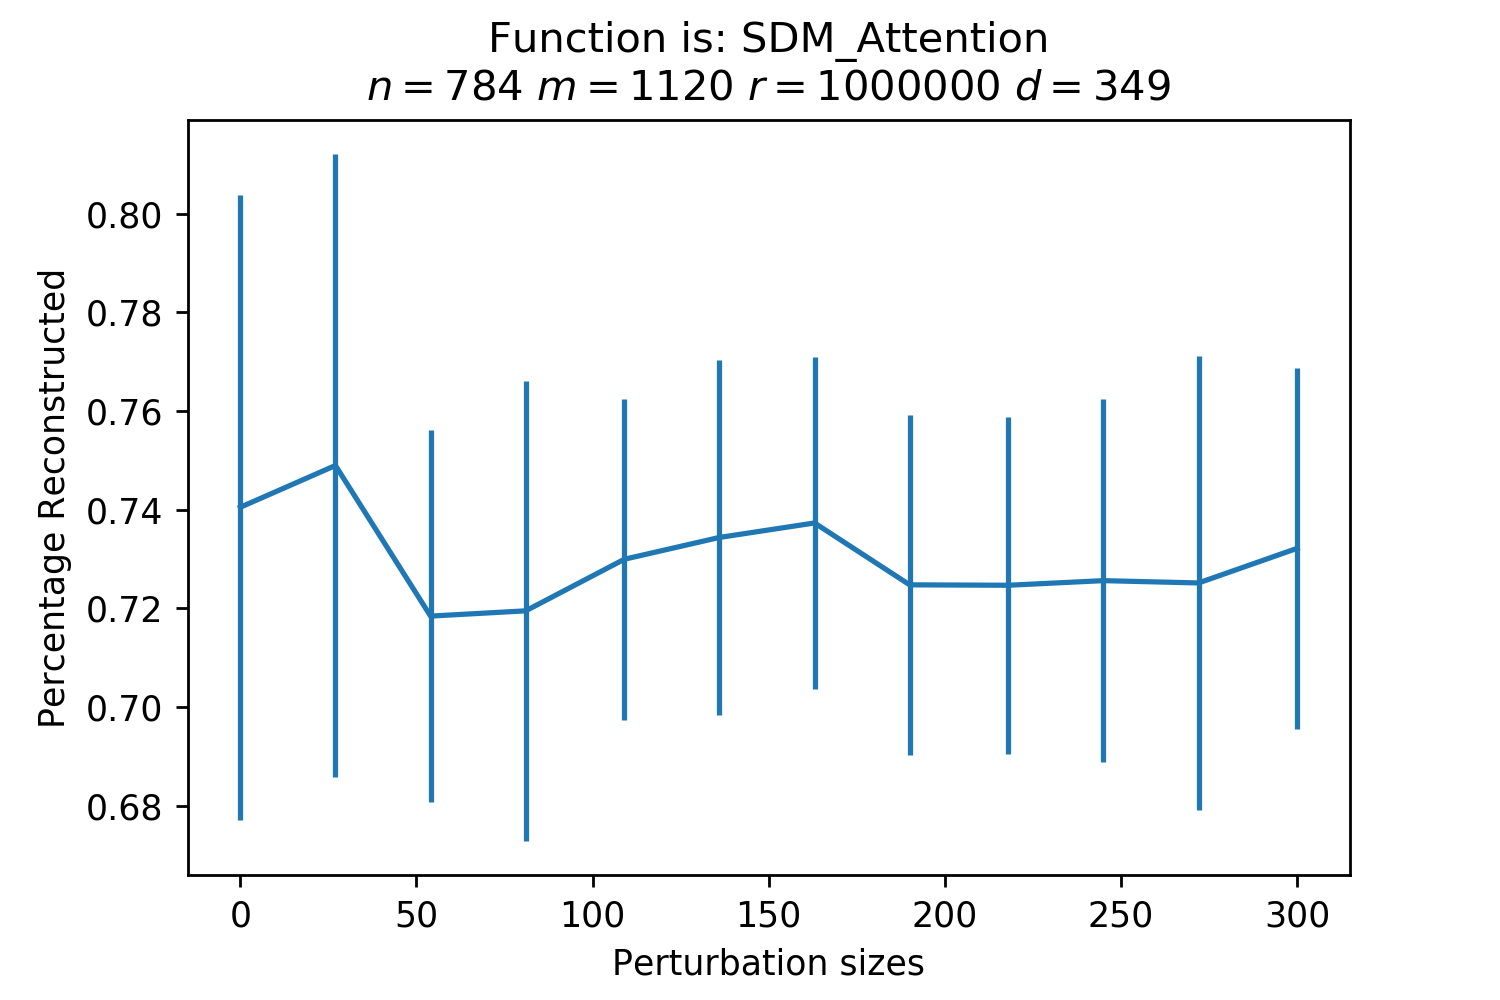 Function is: SDM_Attention
n = 784 m = 1120 r = 1000000 d = 349
Percentage Reconstructed
0.80
0.78
0.76
0.74
0.72
0.70
0.68
0 50 100 150 200 250 300
Perturbation sizes